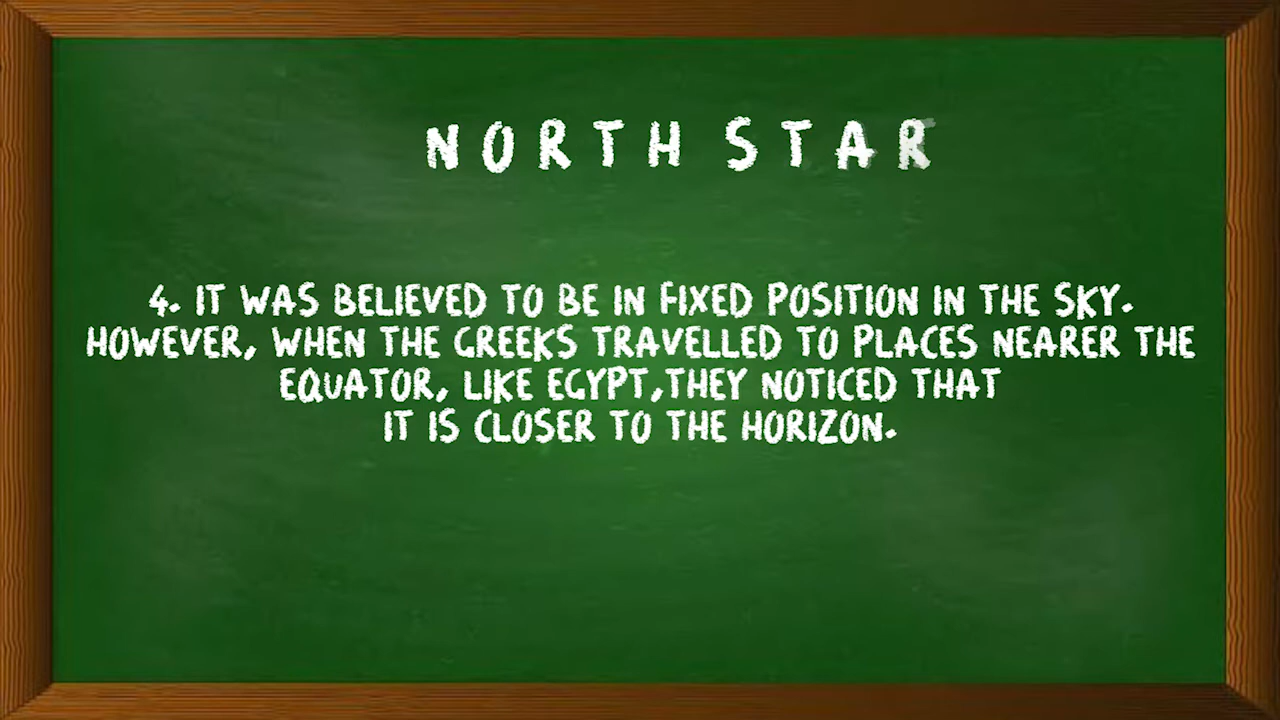 NORTH STAR
4. IT WAS BELIEVED TO BE IN FIXED POSITION IN THE SKY.
HOWEVER, WHEN THE GREEKS TRAVELLED TO PLACES NEARER THE
EQUATOR, LIKE EGYPT,THEY NOTICED THAT
IT IS CLOSER TO THE HORIZON.